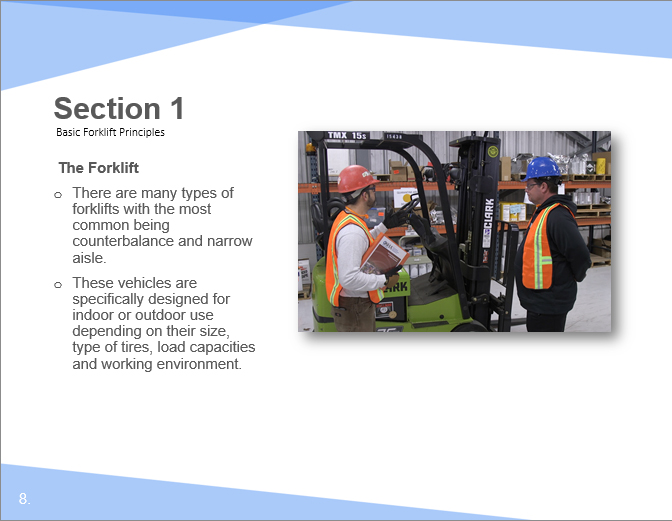 Section 1
Basic Forklift Principles
The Forklift
o There are many types of
forklifts with the most
common being
counterbalance and narrow
aisle.
o These vehicles are
specifically designed for
indoor or outdoor use
depending on their size,
type of tires, load capacities
and working environment.
TMX 15s
15438
CLARK
CLARK
8.